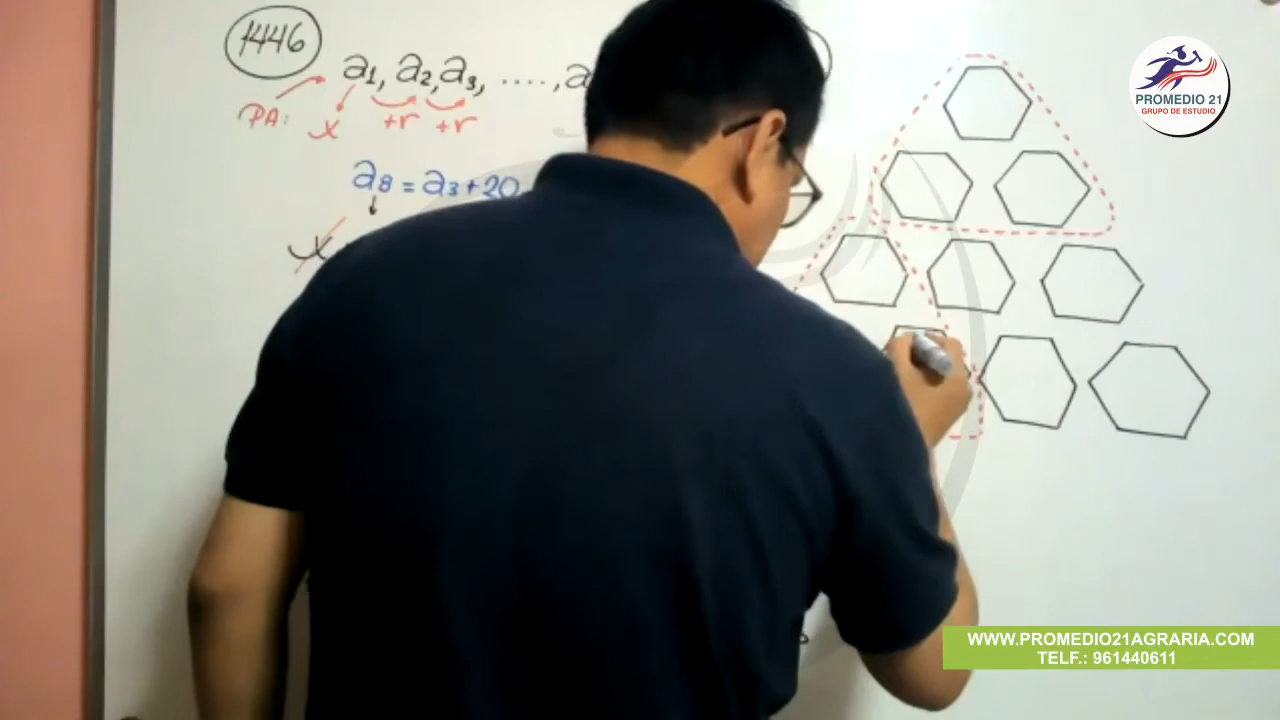 1446
a1, a2, a3, ....., a
PA: x +r +r
a8 = a3 + 20
x
PROMEDIO 21
GRUPO DE ESTUDIO
WWW.PROMEDIO21AGRARIA.COM
TELF.: 961440611